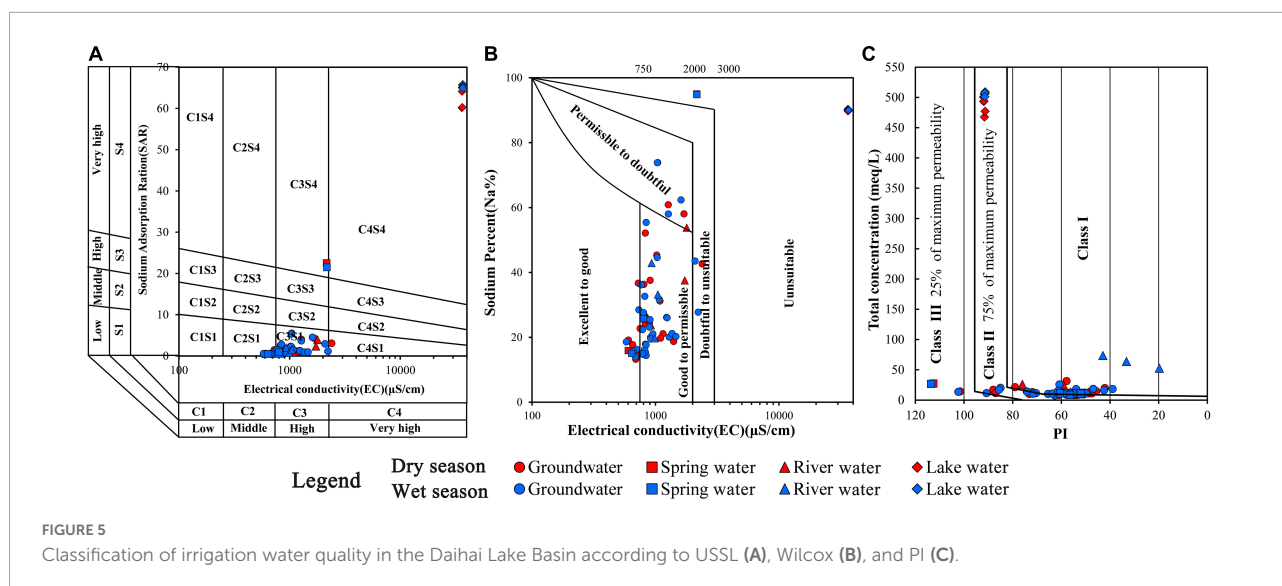 A
Very high
High
Middle
Low
S4
S3
S2
S1
Sodium Adsorption Ration(SAR)
70
60
50
40
30
20
10
0
C1S4
C2S4
C3S4
C4S4
C1S3
C2S3
C3S3
C4S3
C1S2
C2S2
C3S2
C4S2
C1S1
C2S1
C3S1
C4S1
100
1000
10000
Electrical conductivity(EC)(μS/cm)
C1
C2
C3
C4
Low
Middle
High
Very high
B
750
2000
3000
Sodium Percent(Na%)
100
80
60
40
20
0
Permissble to doubtful
Excellent to good
Good to permissble
Doubtful to unsuitable
Uunsuitable
100
1000
10000
Electrical conductivity(EC)(μS/cm)
C
Total concentration (meq/L)
550
500
450
400
350
300
250
200
150
100
50
0
Class III 25% of maximum permeability
Class II 75% of maximum permeability
Class I
120
100
80
60
40
20
0
PI
Legend
Dry season
Groundwater
Spring water
River water
Lake water
Wet season
Groundwater
Spring water
River water
Lake water
FIGURE 5
Classification of irrigation water quality in the Daihai Lake Basin according to USSL (A), Wilcox (B), and PI (C).